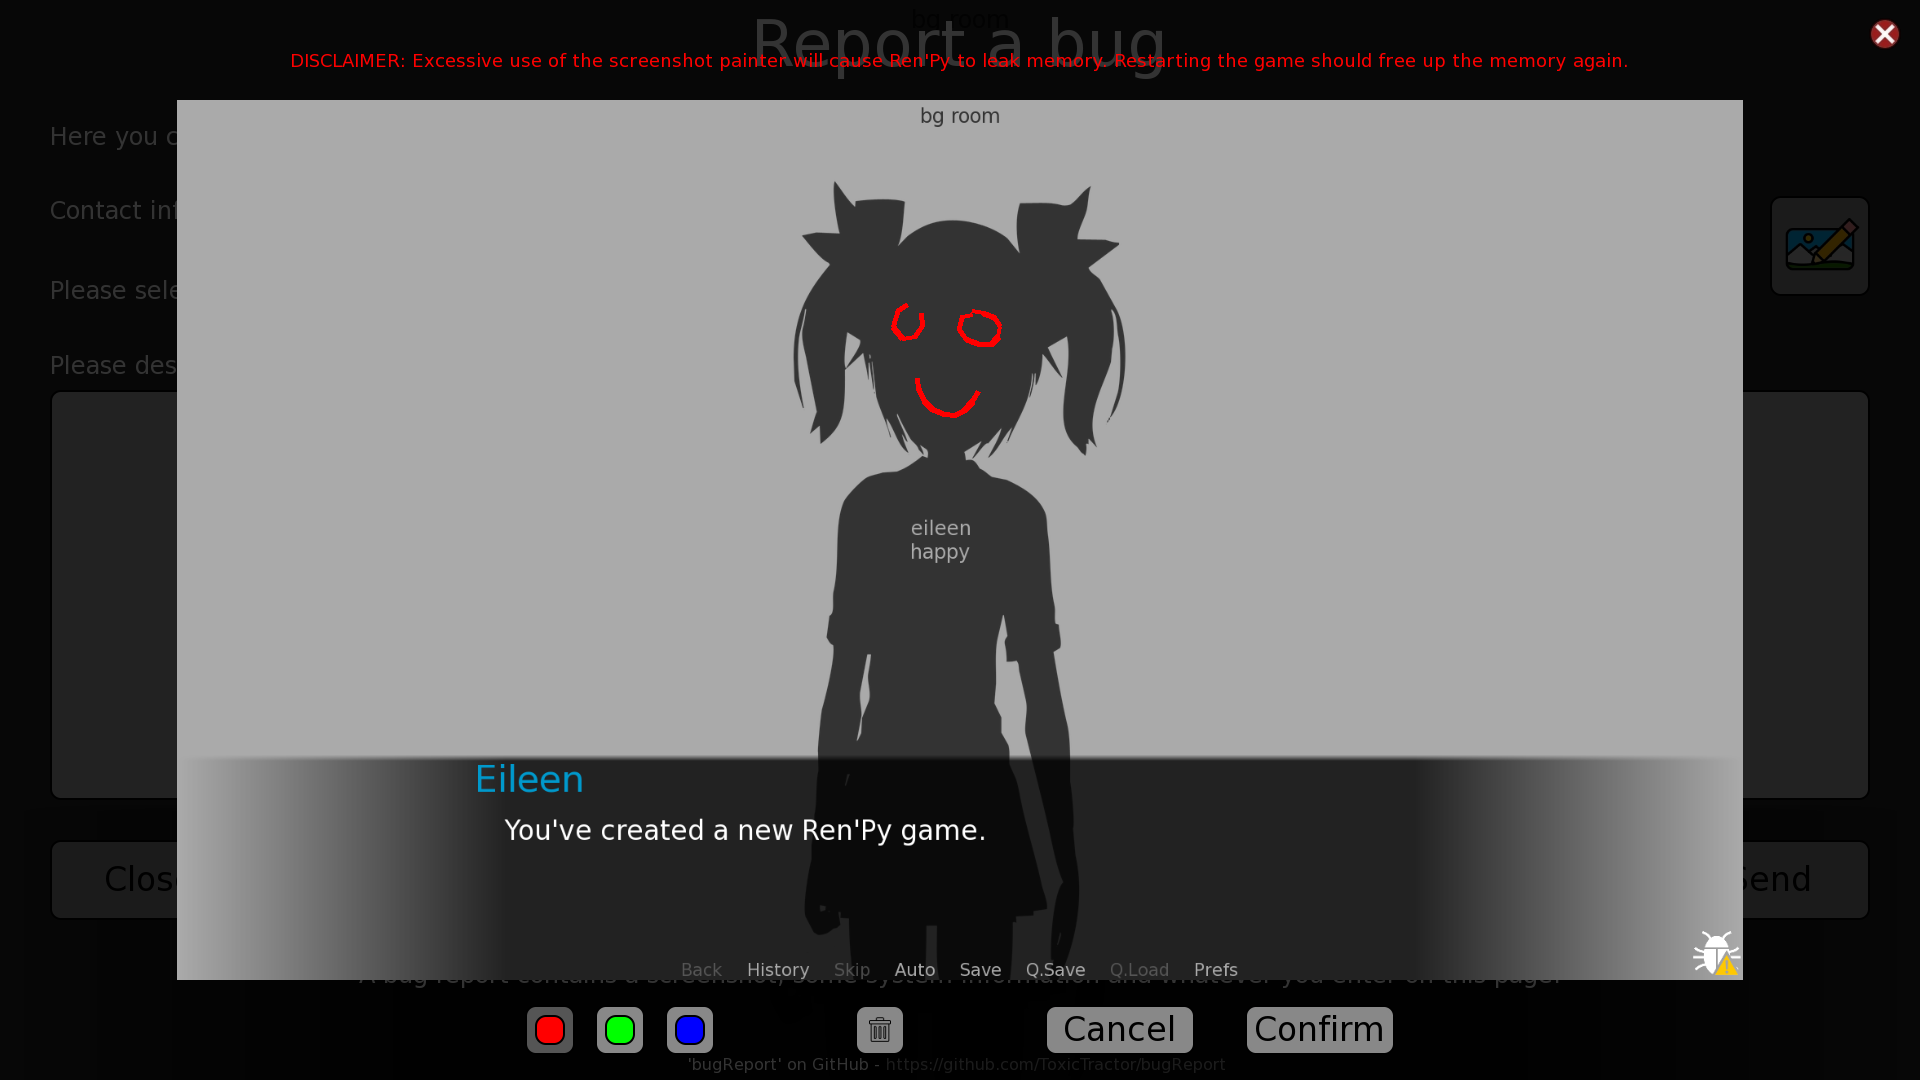 bg room
Report a bug
DISCLAIMER: Excessive use of the screenshot painter will cause Ren'Py to leak memory. Restarting the game should free up the memory again.
bg room
Here you
Contact inf
Please sele
Please des
eileen
happy
Eileen
You've created a new Ren'Py game.
Close
Send
Back History Skip Auto Save Q.Save Q.Load Prefs
A bug report contains a screenshot, some system information and whatever you enter on this page.
Cancel
Confirm
'bugReport' on GitHub - https://github.com/ToxicTractor/bugReport